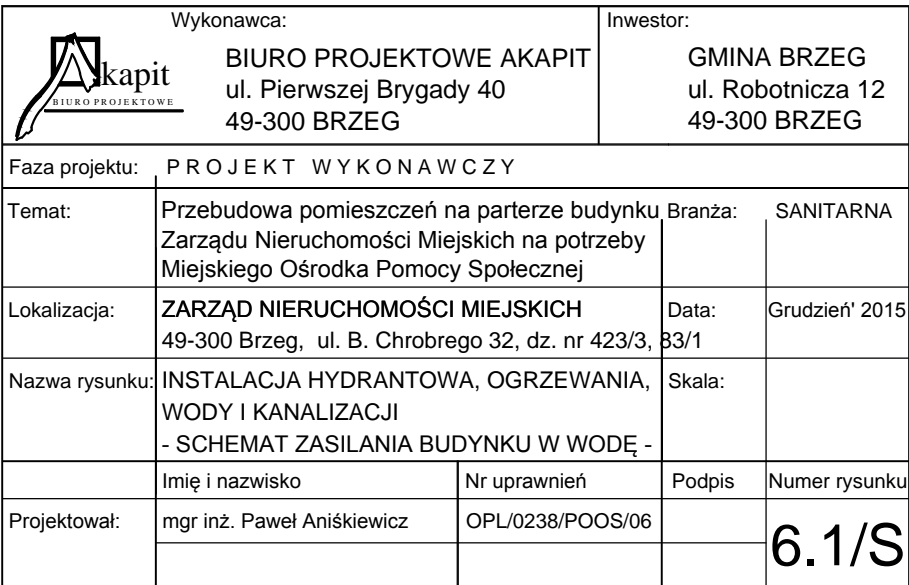 Wykonawca:
Inwestor:
Akapit
BIURO PROJEKTOWE
BIURO PROJEKTOWE AKAPIT
ul. Pierwszej Brygady 40
49-300 BRZEG
GMINA BRZEG
ul. Robotnicza 12
49-300 BRZEG
Faza projektu: PROJEKT WYKONAWCZY
Temat:
Przebudowa pomieszczeń na parterze budynku
Zarządu Nieruchomości Miejskich na potrzeby
Miejskiego Ośrodka Pomocy Społecznej
Branża: SANITARNA
Lokalizacja:
ZARZĄD NIERUCHOMOŚCI MIEJSKICH
49-300 Brzeg, ul. B. Chrobrego 32, dz. nr 423/3, 83/1
Data: Grudzień' 2015
Nazwa rysunku:
INSTALACJA HYDRANTOWA, OGRZEWANIA,
WODY I KANALIZACJI
- SCHEMAT ZASILANIA BUDYNKU W WODĘ -
Skala:
Imię i nazwisko Nr uprawnień Podpis Numer rysunku
Projektował: mgr inż. Paweł Aniśkiewicz OPL/0238/POOS/06
6.1/S